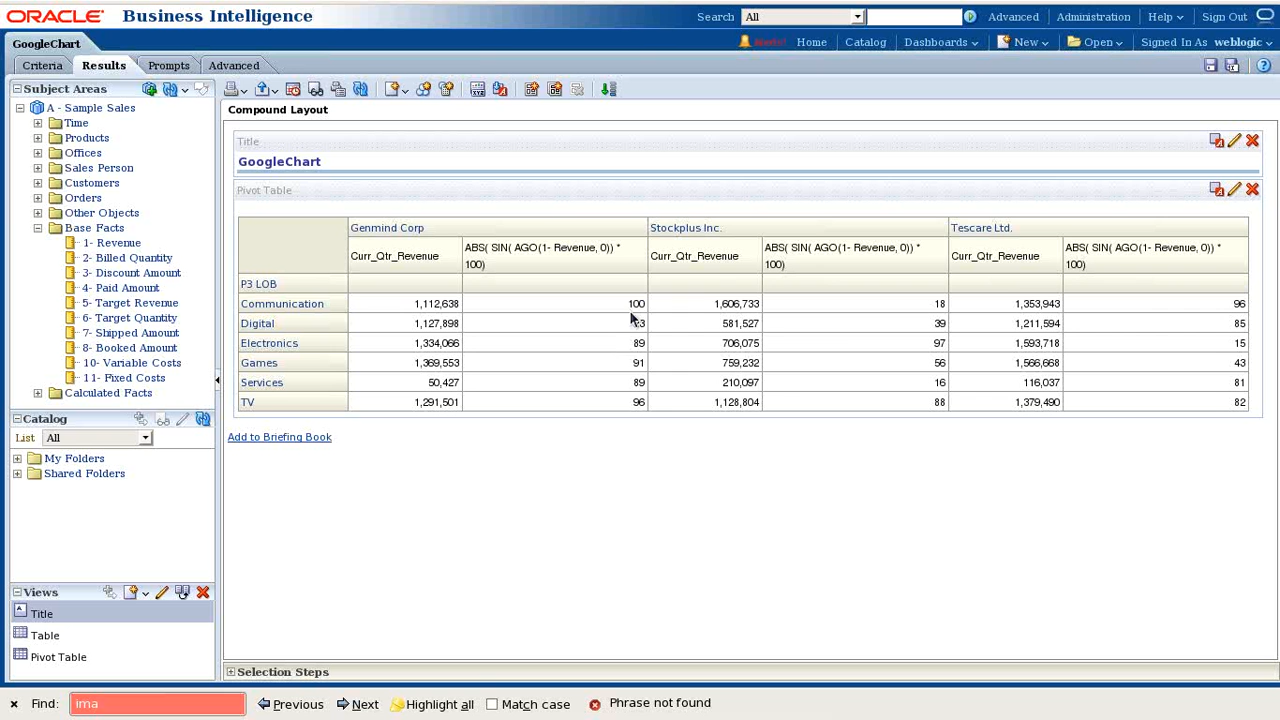 ORACLE Business Intelligence Search All Advanced Administration Help Sign Out
GoogleChart Home Catalog Dashboards New Open Signed In As weblogic
Criteria Results Prompts Advanced
Subject Areas
A - Sample Sales
Time
Products
Offices
Sales Person
Customers
Orders
Other Objects
Base Facts
1- Revenue
2- Billed Quantity
3- Discount Amount
4- Paid Amount
5- Target Revenue
6- Target Quantity
7- Shipped Amount
8- Booked Amount
10- Variable Costs
11- Fixed Costs
Calculated Facts
Catalog
List All
My Folders
Shared Folders
Views
Title
Table
Pivot Table
Compound Layout
Title
GoogleChart
Pivot Table
Genmind Corp Stockplus Inc. Tescare Ltd.
Curr_Qtr_Revenue ABS( SIN( AGO(1- Revenue, 0)) * 100) Curr_Qtr_Revenue ABS( SIN( AGO(1- Revenue, 0)) * 100) Curr_Qtr_Revenue ABS( SIN( AGO(1- Revenue, 0)) * 100)
P3 LOB
Communication 1,112,638 100 1,606,733 18 1,353,943 96
Digital 1,127,898 581,527 39 1,211,594 85
Electronics 1,334,066 89 706,075 97 1,593,718 15
Games 1,369,553 91 759,232 56 1,566,668 43
Services 50,427 89 210,097 16 116,037 81
TV 1,291,501 96 1,128,804 88 1,379,490 82
Add to Briefing Book
Selection Steps
Find: ima Previous Next Highlight all Match case Phrase not found